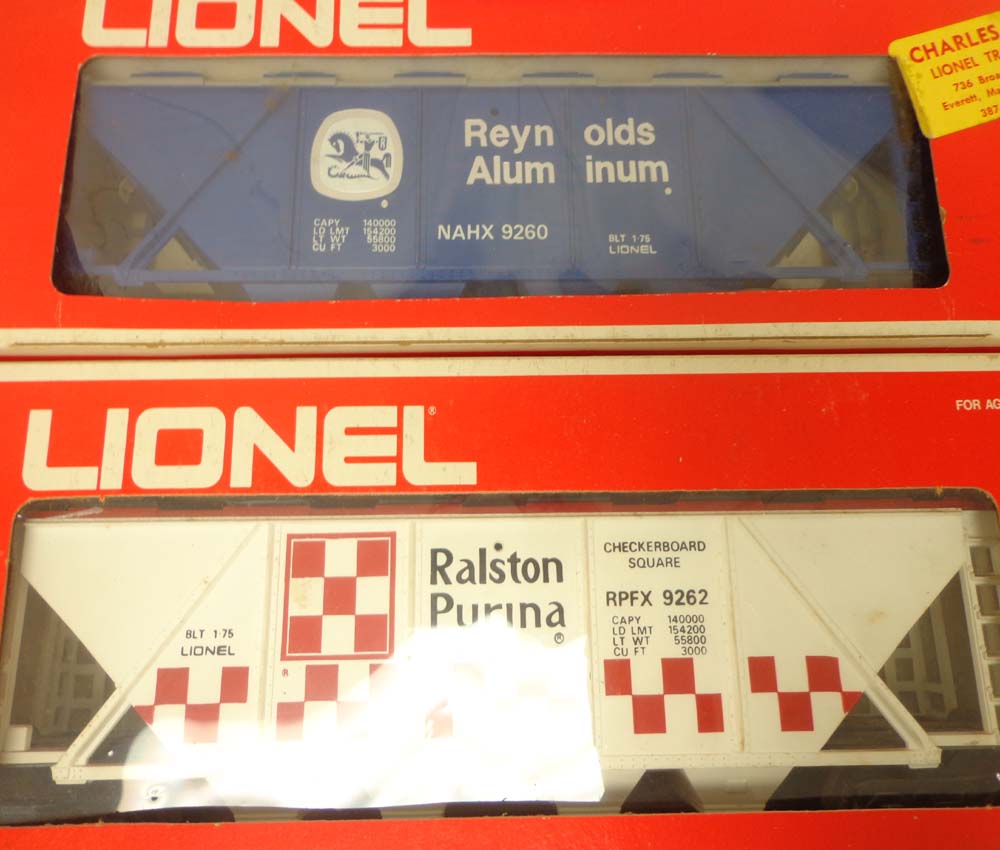 LIONEL
CHARLES
LIONEL TR
736 Broa
Everett, Ma
387
Reyn olds
Alum inum
CAPY 140000
LD LMT 154200
LT WT 55800
CU FT 3000
NAHX 9260
BLT 1-75
LIONEL
LIONEL®
FOR AG
Ralston
Purina
®
CHECKERBOARD
SQUARE
RPFX 9262
CAPY 140000
LD LMT 154200
LT WT 55800
CU FT 3000
BLT 1-75
LIONEL
®